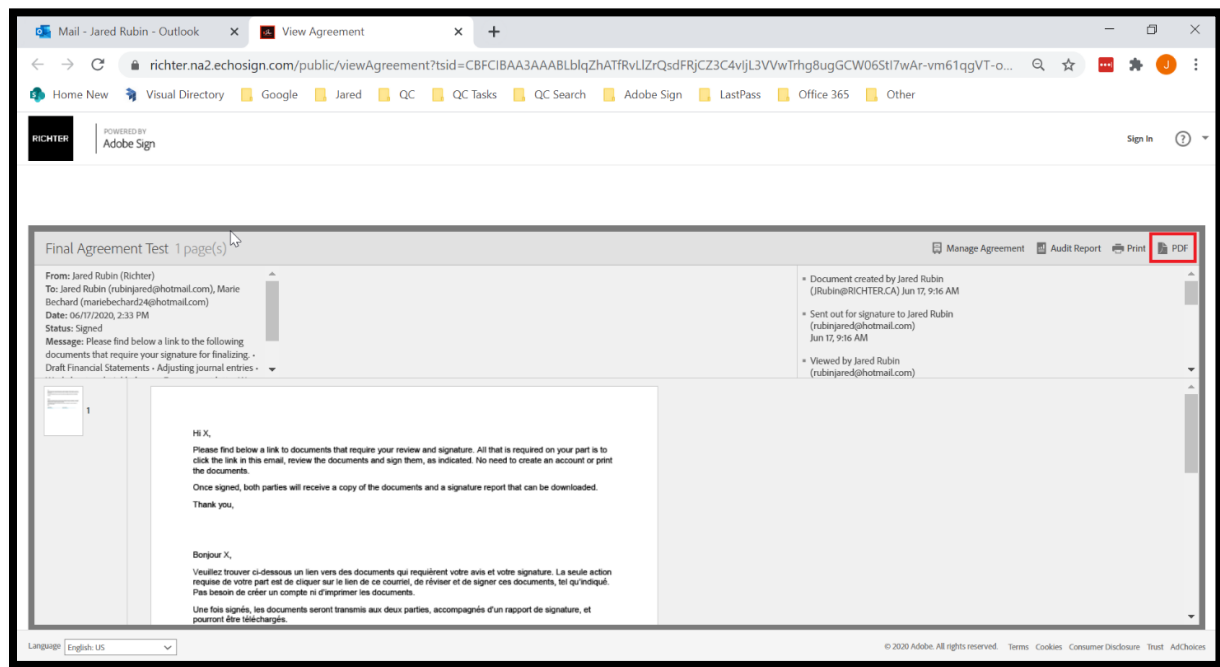 Mail - Jared Rubin - Outlook
View Agreement
richter.na2.echosign.com/public/viewAgreement?tsid=CBFCIBAA3AAABLblqZhATfRvLlZrQsdFRjCZ3C4vIjL3VVwTrhg8ugGCW06StI7wAr-vm61qgVT-o...
J
Home New Visual Directory Google Jared QC QC Tasks QC Search Adobe Sign LastPass Office 365 Other
RICHTER
POWERED BY
Adobe Sign
Sign In
Final Agreement Test 1 page(s)
Manage Agreement Audit Report Print PDF
From: Jared Rubin (Richter)
To: Jared Rubin (rubinjared@hotmail.com), Marie
Bechard (mariebechard24@hotmail.com)
Date: 06/17/2020, 2:33 PM
Status: Signed
Message: Please find below a link to the following
documents that require your signature for finalizing. •
Draft Financial Statements • Adjusting journal entries •
• Document created by Jared Rubin
(JRubin@RICHTER.CA) Jun 17, 9:16 AM
• Sent out for signature to Jared Rubin
(rubinjared@hotmail.com)
Jun 17, 9:16 AM
• Viewed by Jared Rubin
(rubinjared@hotmail.com)
1
Hi X,
Please find below a link to documents that require your review and signature. All that is required on your part is to
click the link in this email, review the documents and sign them, as indicated. No need to create an account or print
the documents.
Once signed, both parties will receive a copy of the documents and a signature report that can be downloaded.
Thank you,
Bonjour X,
Veuillez trouver ci-dessous un lien vers des documents qui requièrent votre avis et votre signature. La seule action
requise de votre part est de cliquer sur le lien de ce courriel, de réviser et de signer ces documents, tel qu'indiqué.
Pas besoin de créer un compte ni d'imprimer les documents.
Une fois signés, les documents seront transmis aux deux parties, accompagnés d'un rapport de signature, et
pourront être téléchargés.
Language English: US
© 2020 Adobe. All rights reserved. Terms Cookies Consumer Disclosure Trust AdChoices